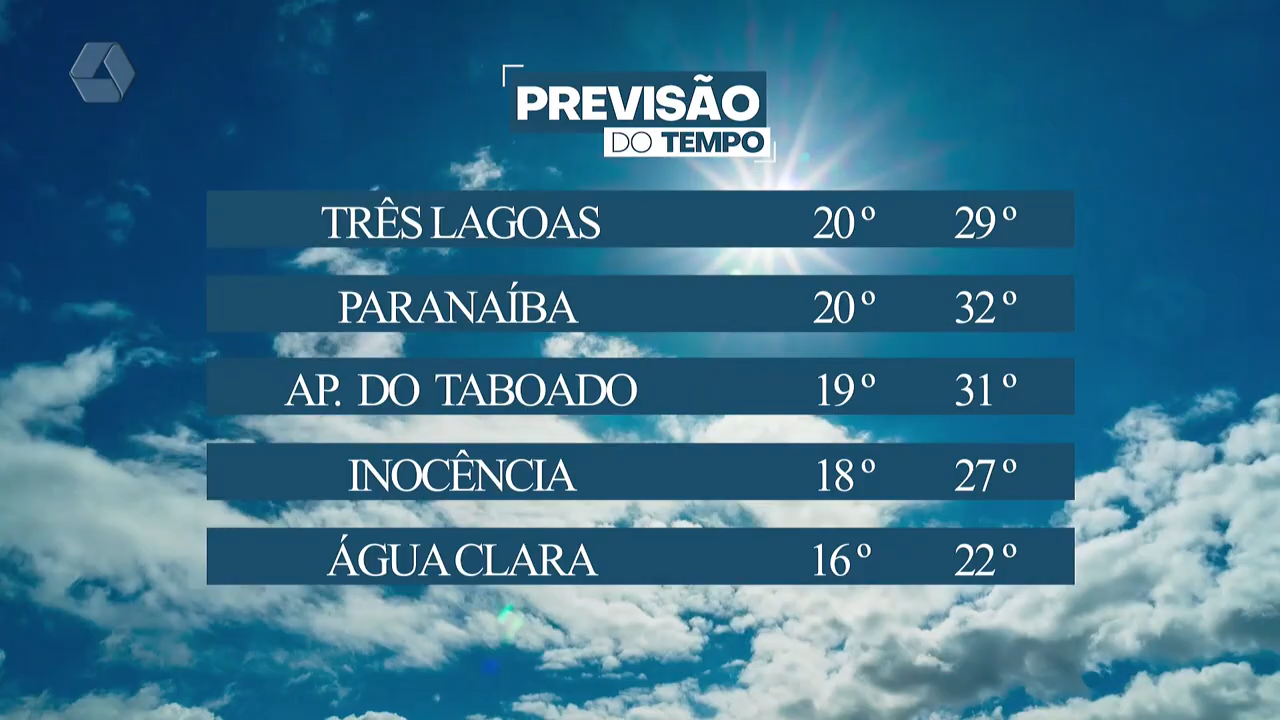 PREVISÃO
DO TEMPO
TRÊS LAGOAS 20º 29º
PARANAÍBA 20º 32º
AP. DO TABOADO 19º 31º
INOCÊNCIA 18º 27º
ÁGUA CLARA 16º 22º